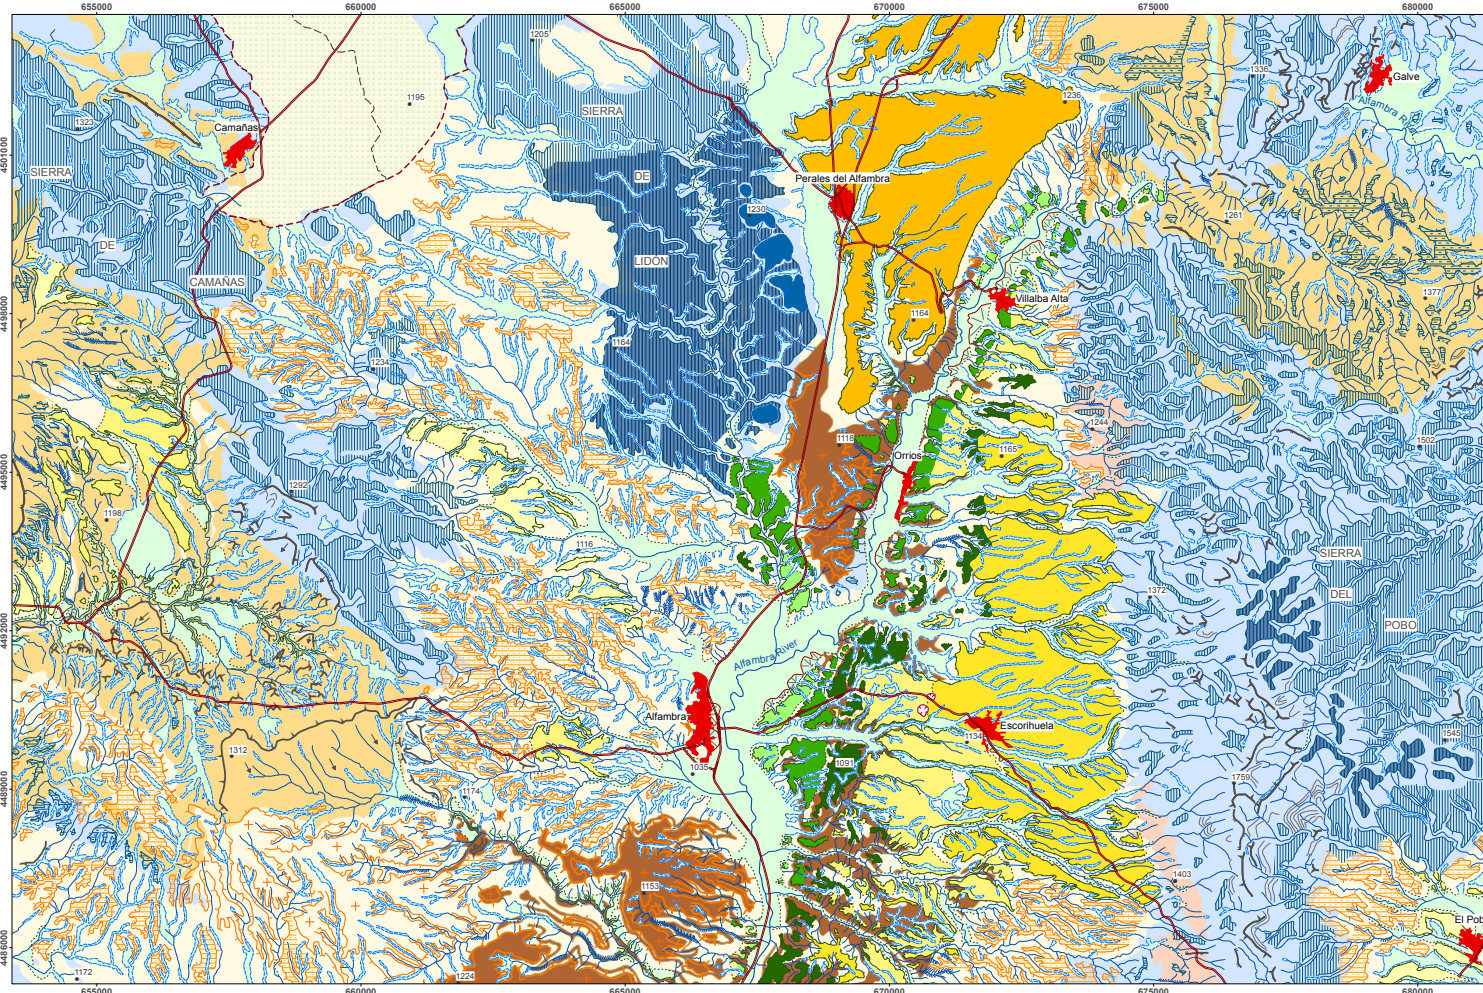 655000
660000
665000
670000
675000
680000
4501000
4498000
4495000
4492000
4489000
4486000
1205
1336
Galve
1195
1236
Alfambra River
1323
Camañas
SIERRA
SIERRA
DE
Perales del Alfambra
1230
1261
DE
LIDÓN
CAMAÑAS
Villalba Alta
1377
1164
1164
1234
1244
1118
1502
Orrios
1165
1292
1198
1116
SIERRA
1372
DEL
POBO
Alfambra River
Alfambra
Escorihuela
1134
1545
1312
1035
1091
1759
1174
1153
1403
El Pob
1224
1172
655000
660000
665000
670000
675000
680000